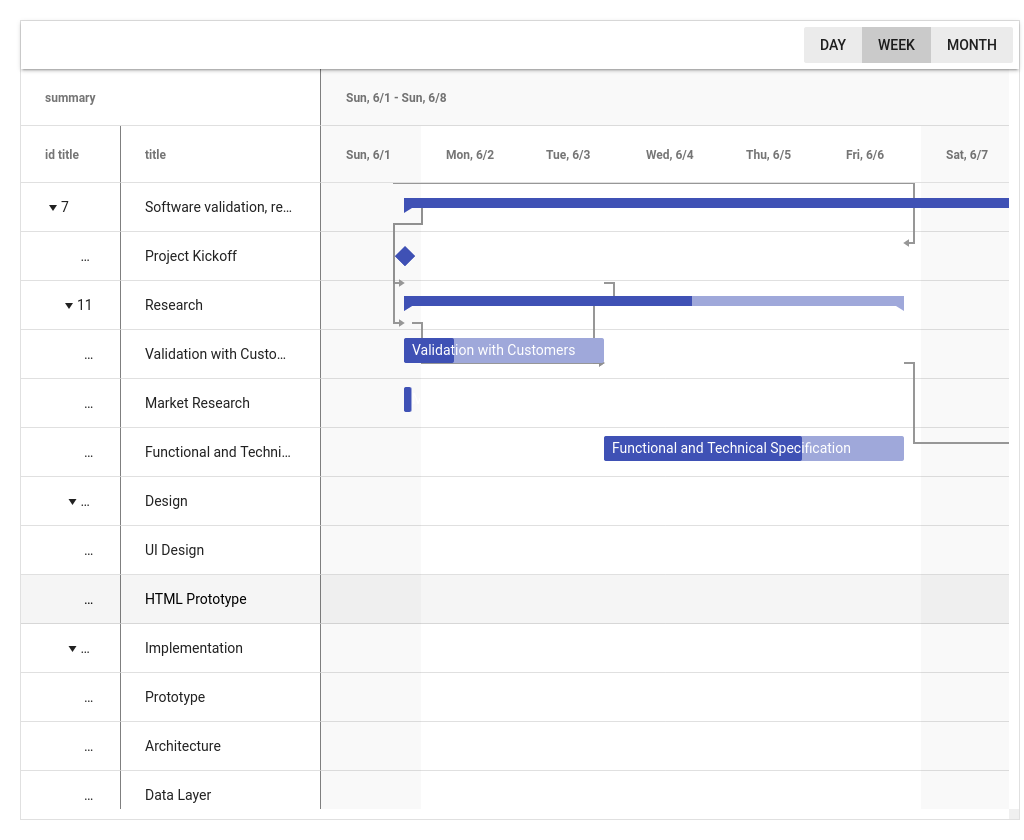 DAY WEEK MONTH
summary Sun, 6/1 - Sun, 6/8
id title title Sun, 6/1 Mon, 6/2 Tue, 6/3 Wed, 6/4 Thu, 6/5 Fri, 6/6 Sat, 6/7
7 Software validation, re...
... Project Kickoff
11 Research
... Validation with Custo... Validation with Customers
... Market Research
... Functional and Techni... Functional and Technical Specification
... Design
... UI Design
... HTML Prototype
... Implementation
... Prototype
... Architecture
... Data Layer